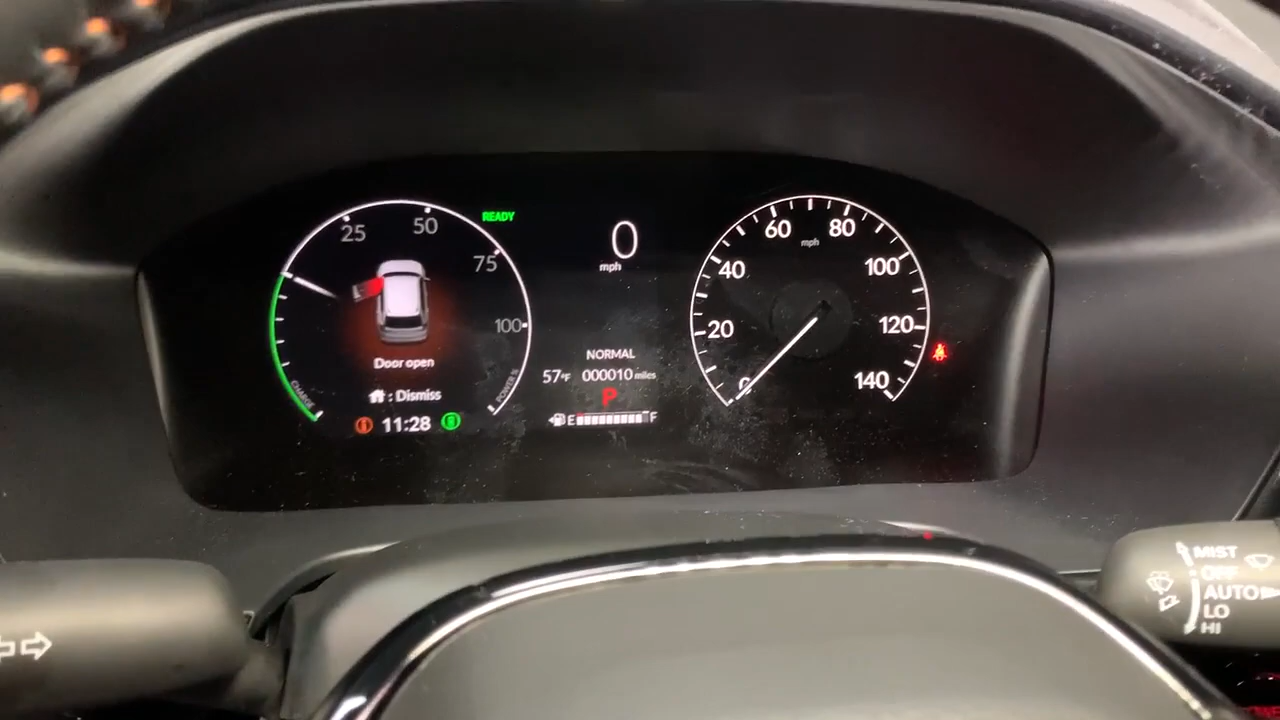 READY
25
50
75
100
CHARGE
POWER %
Door open
: Dismiss
11:28
0
mph
NORMAL
57°F 000010 miles
P
E F
0
20
40
60
80
100
120
140
mph
MIST
OFF
AUTO
LO
HI